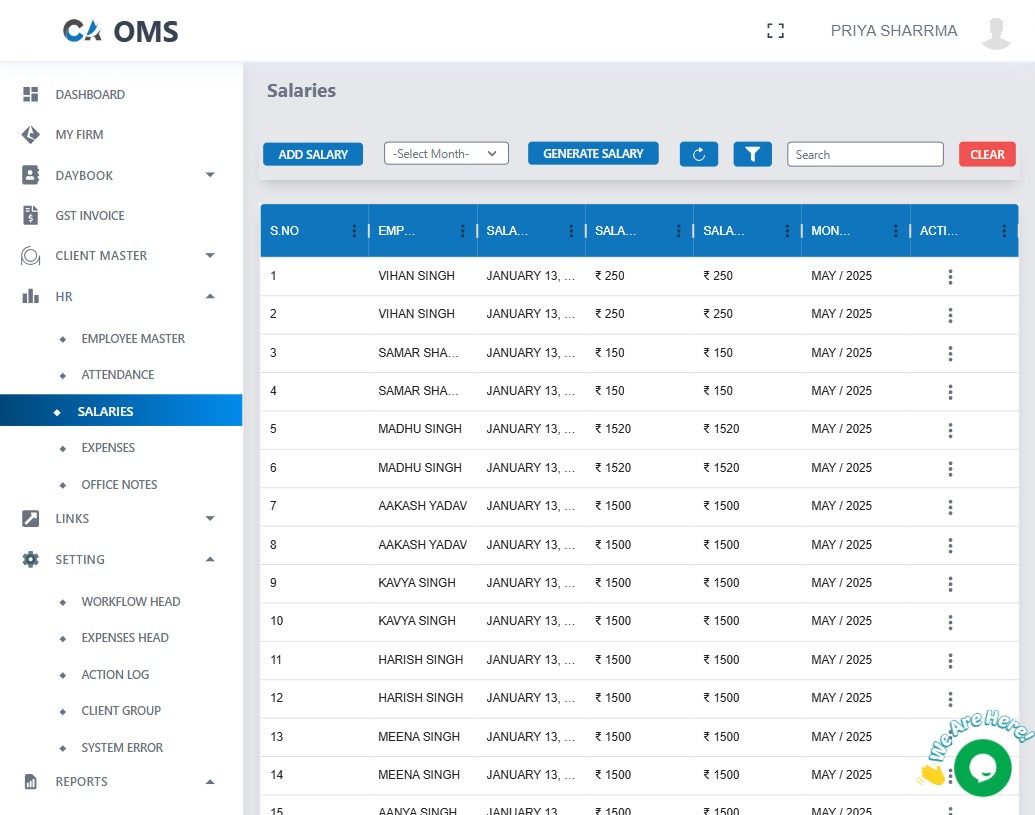 CA OMS
PRIYA SHARRMA
DASHBOARD
MY FIRM
DAYBOOK
GST INVOICE
CLIENT MASTER
HR
EMPLOYEE MASTER
ATTENDANCE
SALARIES
EXPENSES
OFFICE NOTES
LINKS
SETTING
WORKFLOW HEAD
EXPENSES HEAD
ACTION LOG
CLIENT GROUP
SYSTEM ERROR
REPORTS
Salaries
ADD SALARY -Select Month- GENERATE SALARY Search CLEAR
S.NO EMP... SALA... SALA... SALA... MON... ACTI...
1 VIHAN SINGH JANUARY 13, ... ₹ 250 ₹ 250 MAY / 2025
2 VIHAN SINGH JANUARY 13, ... ₹ 250 ₹ 250 MAY / 2025
3 SAMAR SHA... JANUARY 13, ... ₹ 150 ₹ 150 MAY / 2025
4 SAMAR SHA... JANUARY 13, ... ₹ 150 ₹ 150 MAY / 2025
5 MADHU SINGH JANUARY 13, ... ₹ 1520 ₹ 1520 MAY / 2025
6 MADHU SINGH JANUARY 13, ... ₹ 1520 ₹ 1520 MAY / 2025
7 AAKASH YADAV JANUARY 13, ... ₹ 1500 ₹ 1500 MAY / 2025
8 AAKASH YADAV JANUARY 13, ... ₹ 1500 ₹ 1500 MAY / 2025
9 KAVYA SINGH JANUARY 13, ... ₹ 1500 ₹ 1500 MAY / 2025
10 KAVYA SINGH JANUARY 13, ... ₹ 1500 ₹ 1500 MAY / 2025
11 HARISH SINGH JANUARY 13, ... ₹ 1500 ₹ 1500 MAY / 2025
12 HARISH SINGH JANUARY 13, ... ₹ 1500 ₹ 1500 MAY / 2025
13 MEENA SINGH JANUARY 13, ... ₹ 1500 ₹ 1500 MAY / 2025
14 MEENA SINGH JANUARY 13, ... ₹ 1500 ₹ 1500 MAY / 2025
15 AANYA SINGH JANUARY 13, ... ₹ 1500 ₹ 1500 MAY / 2025
We Are Here!